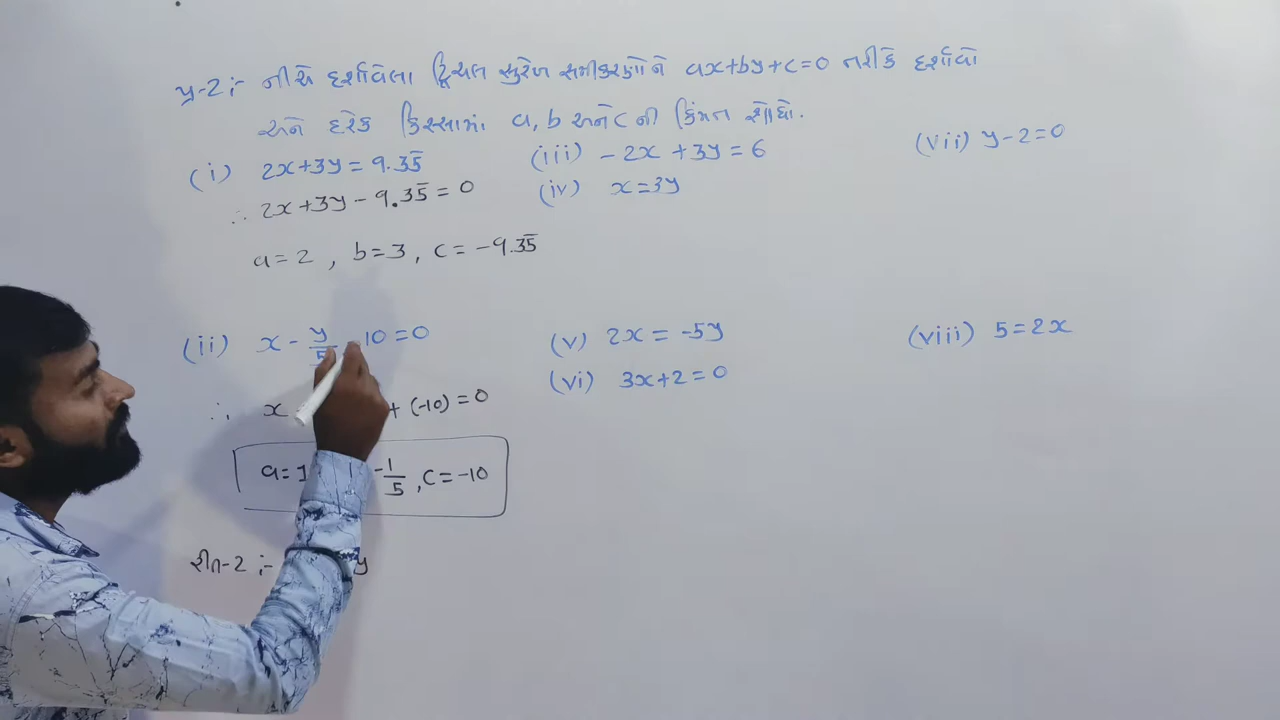 પ્ર-2 :- નીચે દર્શાવેલા દ્વિચલ સુરેખ સમીકરણોને ax+by+c=0 તરીકે દર્શાવો
અને દરેક કિસ્સામાં a, b અને c ની કિંમત શોધો.
(i) 2x+3y = 9.35̅
∴ 2x+3y - 9.35̅ = 0
a=2 , b=3 , c= -9.35̅
(ii) x - y/5 - 10 = 0
∴ x + (-10) = 0
a=1 -1/5 , c= -10
રીત-2 :- y
(iii) -2x + 3y = 6
(iv) x=3y
(v) 2x = -5y
(vi) 3x+2=0
(vii) y-2=0
(viii) 5=2x